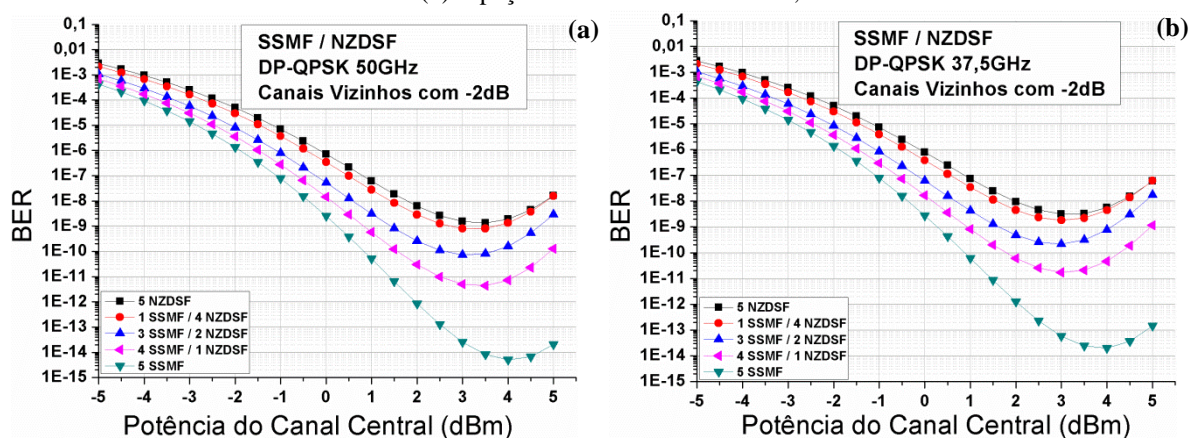 (a)
SSMF / NZDSF
DP-QPSK 50GHz
Canais Vizinhos com -2dB
BER
0,1
0,01
1E-3
1E-4
1E-5
1E-6
1E-7
1E-8
1E-9
1E-10
1E-11
1E-12
1E-13
1E-14
1E-15
5 NZDSF
1 SSMF / 4 NZDSF
3 SSMF / 2 NZDSF
4 SSMF / 1 NZDSF
5 SSMF
-5 -4 -3 -2 -1 0 1 2 3 4 5
Potência do Canal Central (dBm)
(b)
SSMF / NZDSF
DP-QPSK 37,5GHz
Canais Vizinhos com -2dB
BER
0,1
0,01
1E-3
1E-4
1E-5
1E-6
1E-7
1E-8
1E-9
1E-10
1E-11
1E-12
1E-13
1E-14
1E-15
5 NZDSF
1 SSMF / 4 NZDSF
3 SSMF / 2 NZDSF
4 SSMF / 1 NZDSF
5 SSMF
-5 -4 -3 -2 -1 0 1 2 3 4 5
Potência do Canal Central (dBm)